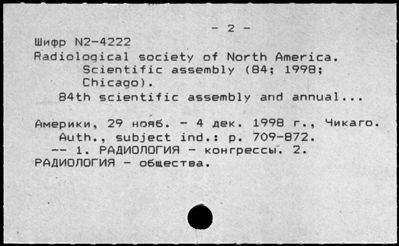 - 2 -
Шифр N2-4222
Radiological society of North America.
Scientific assembly (84; 1998;
Chicago).
84th scientific assembly and annual...
Америки, 29 нояб. - 4 дек. 1998 г., Чикаго.
Auth., subject ind.: p. 709-872.
-- 1. РАДИОЛОГИЯ - конгрессы. 2.
РАДИОЛОГИЯ - общества.